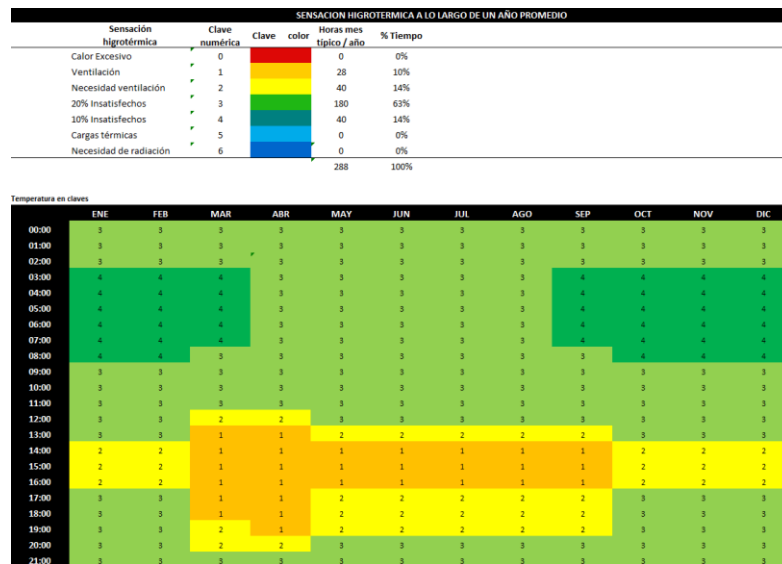 SENSACION HIGROTERMICA A LO LARGO DE UN AÑO PROMEDIO
Sensación higrotérmica Clave numérica Clave color Horas mes tipico / año % Tiempo
Calor Excesivo 0 0 0%
Ventilación 1 28 10%
Necesidad ventilación 2 40 14%
20% Insatisfechos 3 180 63%
10% Insatisfechos 4 40 14%
Cargas térmicas 5 0 0%
Necesidad de radiación 6 0 0%
288 100%
Temperatura en claves
ENE FEB MAR ABR MAY JUN JUL AGO SEP OCT NOV DIC
00:00 3 3 3 3 3 3 3 3 3 3 3 3
01:00 3 3 3 3 3 3 3 3 3 3 3 3
02:00 3 3 3 3 3 3 3 3 3 3 3 3
03:00 4 4 4 3 3 3 3 3 4 4 4 4
04:00 4 4 4 3 3 3 3 3 4 4 4 4
05:00 4 4 4 3 3 3 3 3 4 4 4 4
06:00 4 4 4 3 3 3 3 3 4 4 4 4
07:00 4 4 4 3 3 3 3 3 4 4 4 4
08:00 4 4 3 3 3 3 3 3 3 4 4 4
09:00 3 3 3 3 3 3 3 3 3 3 3 3
10:00 3 3 3 3 3 3 3 3 3 3 3 3
11:00 3 3 3 3 3 3 3 3 3 3 3 3
12:00 3 3 2 2 3 3 3 3 3 3 3 3
13:00 3 3 1 1 2 2 2 2 2 3 3 3
14:00 2 2 1 1 1 1 1 1 1 2 2 2
15:00 2 2 1 1 1 1 1 1 1 2 2 2
16:00 2 2 1 1 1 1 1 1 1 2 2 2
17:00 3 3 1 1 2 2 2 2 2 3 3 3
18:00 3 3 1 1 2 2 2 2 2 3 3 3
19:00 3 3 2 1 2 2 2 2 2 3 3 3
20:00 3 3 2 2 3 3 3 3 3 3 3 3
21:00 3 3 3 3 3 3 3 3 3 3 3 3